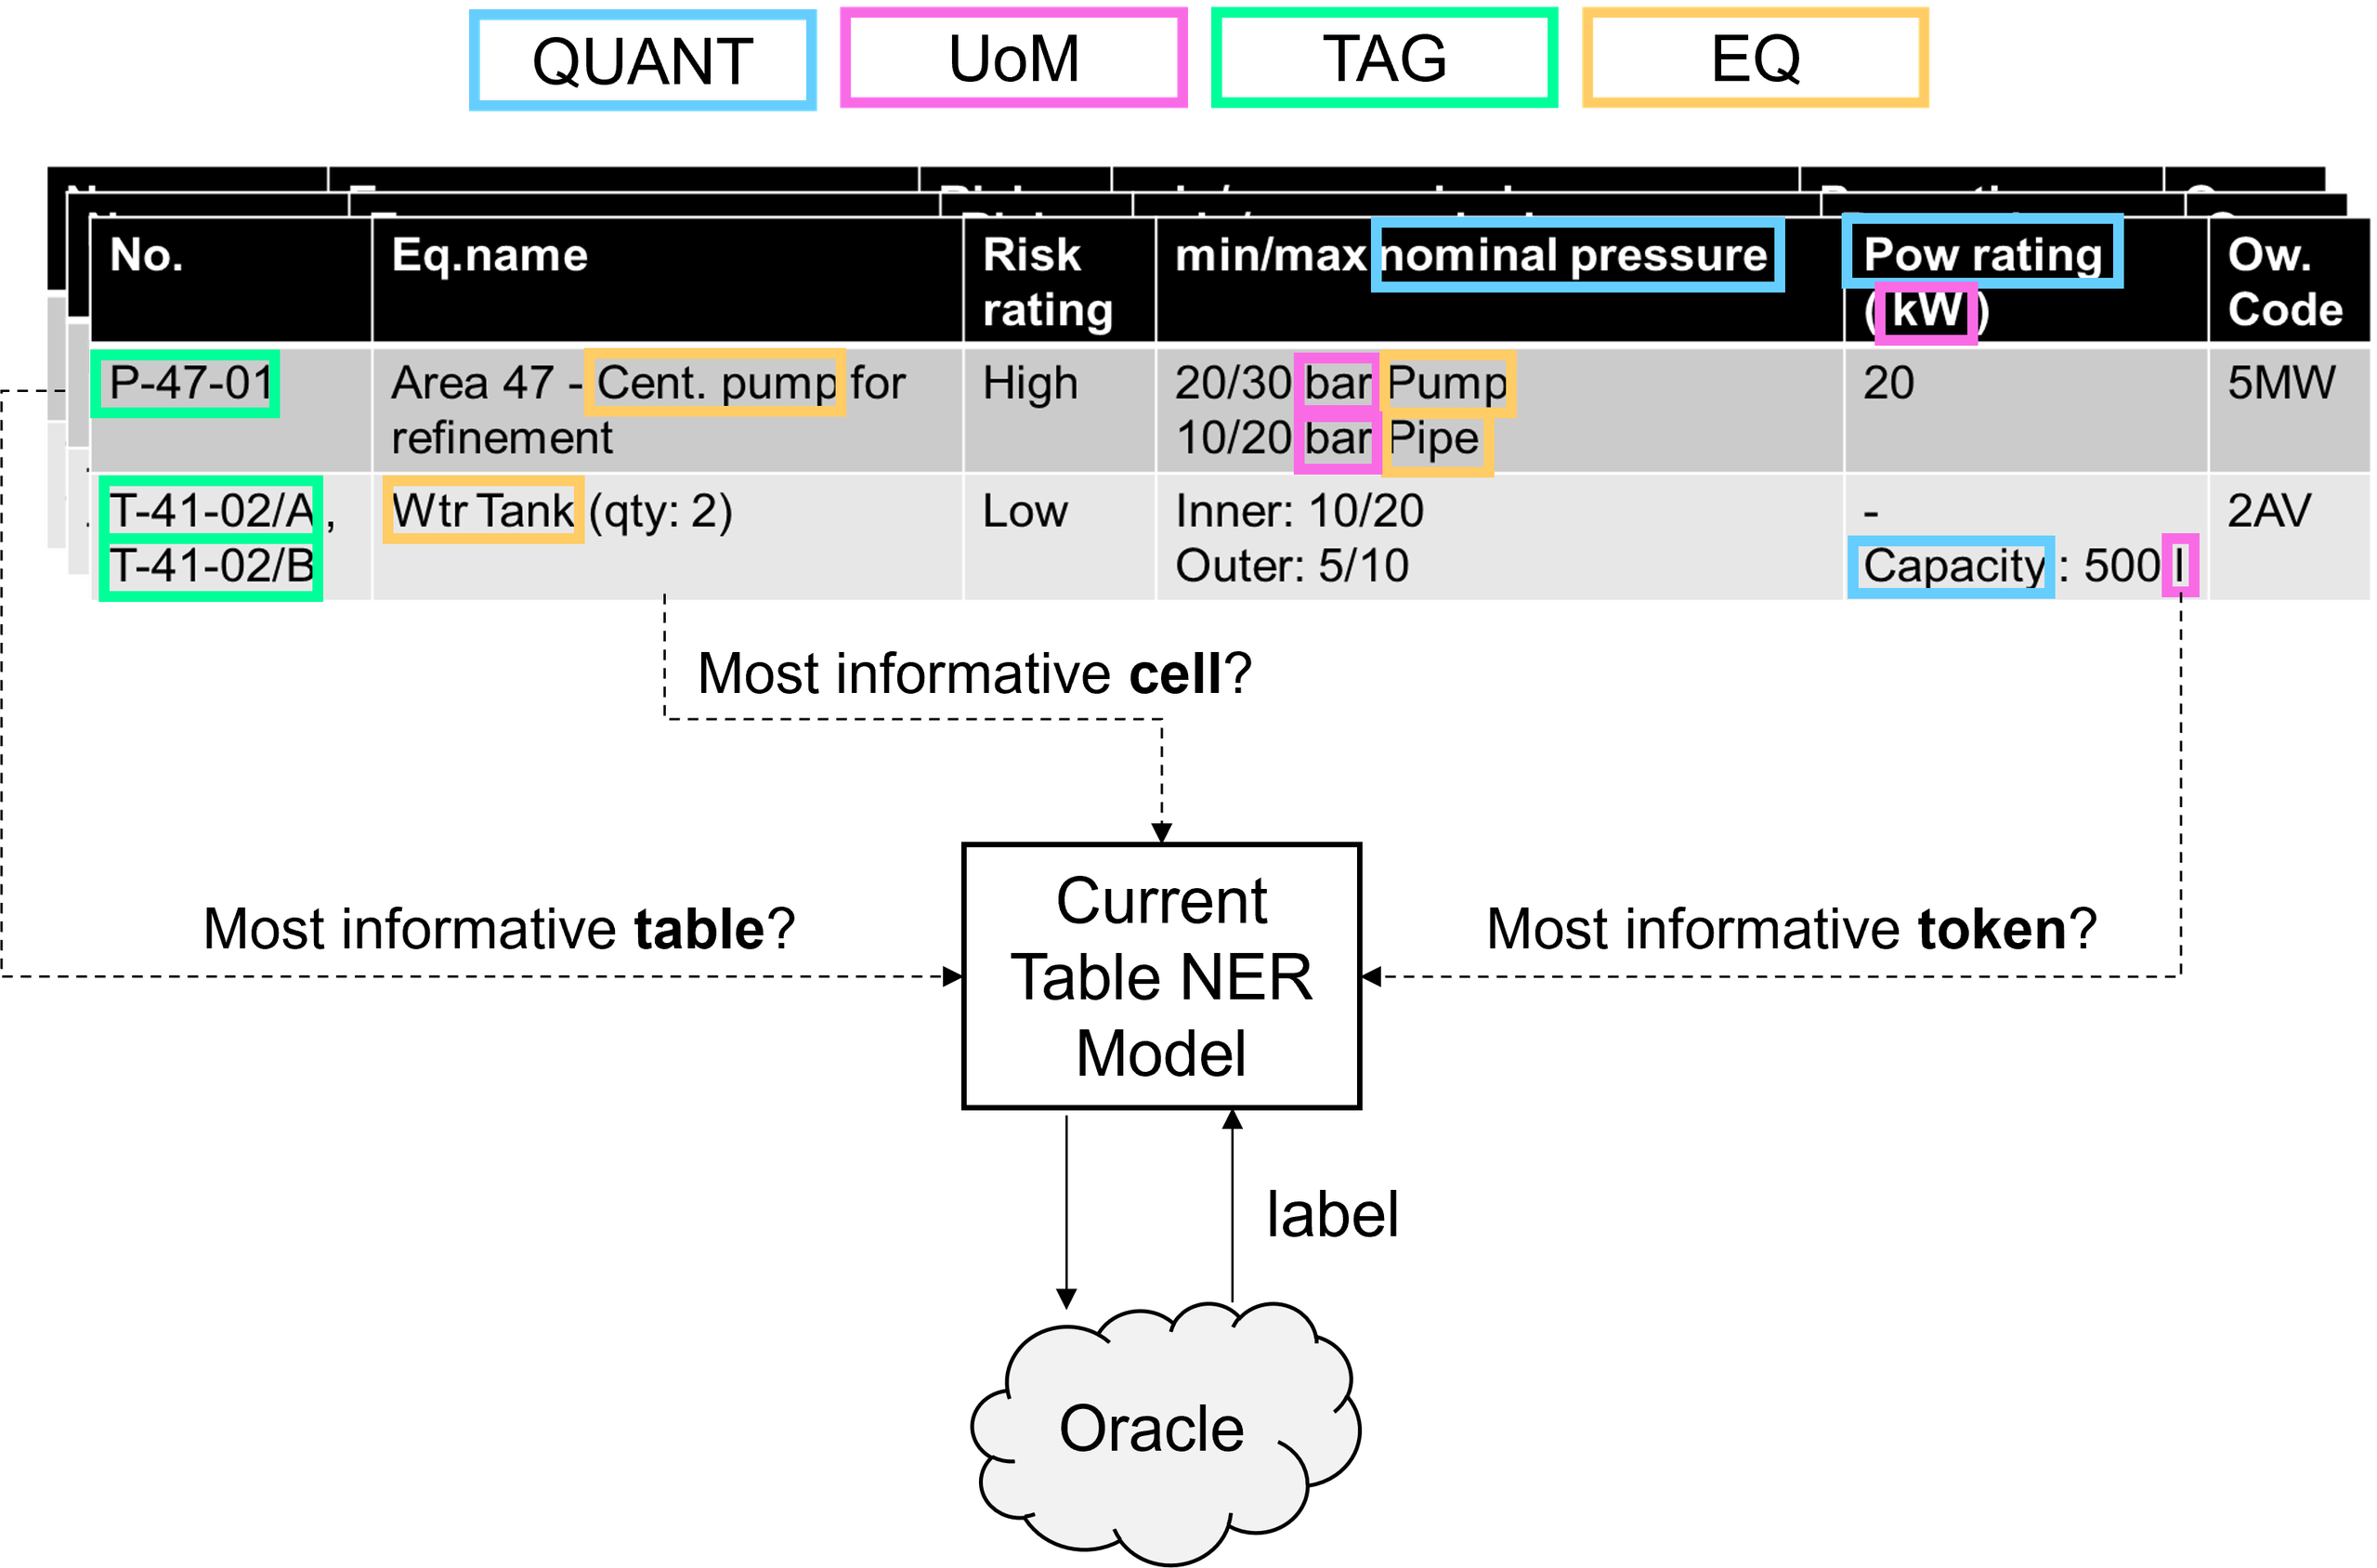 QUANT
UoM
TAG
EQ
No.
Eq.name
Risk
rating
min/max nominal pressure
Pow rating
(kW)
Ow.
Code
P-47-01
Area 47 - Cent. pump for
refinement
High
20/30 bar Pump
10/20 bar Pipe
20
5MW
T-41-02/A,
T-41-02/B
Wtr Tank (qty: 2)
Low
Inner: 10/20
Outer: 5/10
-
Capacity: 500 l
2AV
Most informative cell?
Most informative table?
Most informative token?
Current
Table NER
Model
label
Oracle